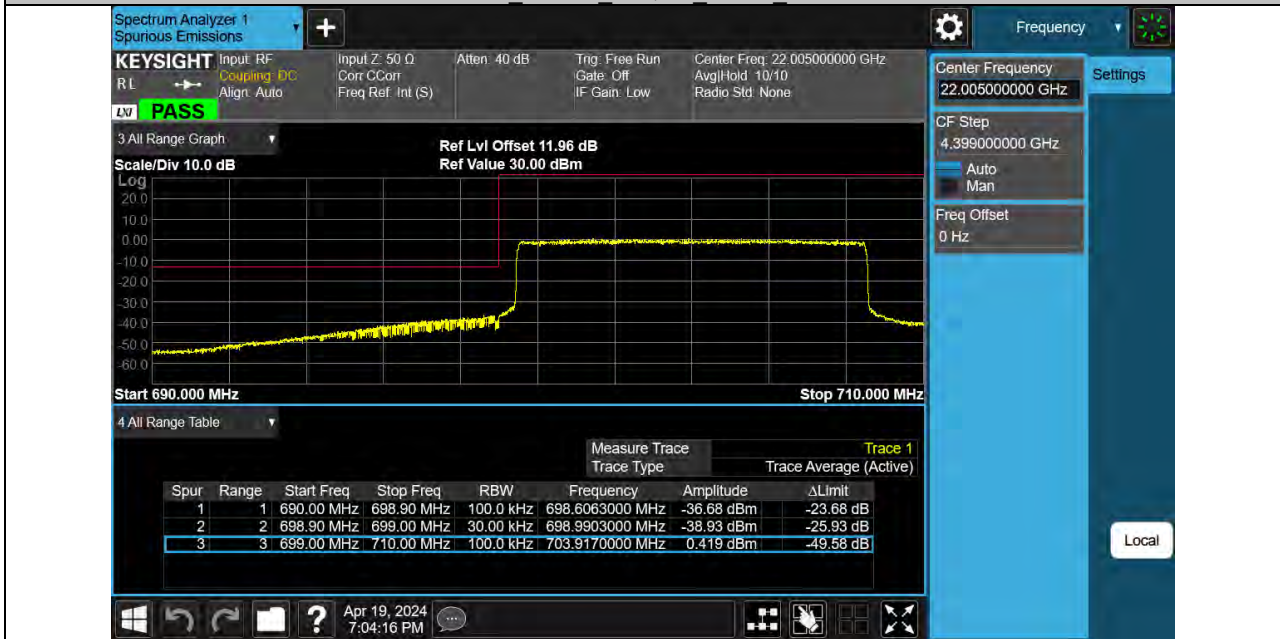 Spectrum Analyzer 1
Spurious Emissions
Frequency
KEYSIGHT
RL
LXI PASS
Input: RF
Coupling: DC
Align: Auto
Input Z: 50 Ω
Corr CCorr
Freq Ref: Int (S)
Atten: 40 dB
Trig: Free Run
Gate: Off
IF Gain: Low
Center Freq: 22.005000000 GHz
Avg|Hold: 10/10
Radio Std: None
Center Frequency
22.005000000 GHz
Settings
CF Step
4.399000000 GHz
Auto
Man
Freq Offset
0 Hz
3 All Range Graph
Scale/Div 10.0 dB
Ref Lvl Offset 11.96 dB
Ref Value 30.00 dBm
Log
20.0
10.0
0.00
-10.0
-20.0
-30.0
-40.0
-50.0
-60.0
Start 690.000 MHz
Stop 710.000 MHz
4 All Range Table
Measure Trace Trace 1
Trace Type Trace Average (Active)
Spur Range Start Freq Stop Freq RBW Frequency Amplitude ΔLimit
1 1 690.00 MHz 698.90 MHz 100.0 kHz 698.6063000 MHz -36.68 dBm -23.68 dB
2 2 698.90 MHz 699.00 MHz 30.00 kHz 698.9903000 MHz -38.93 dBm -25.93 dB
3 3 699.00 MHz 710.00 MHz 100.0 kHz 703.9170000 MHz 0.419 dBm -49.58 dB
Local
?
Apr 19, 2024
7:04:16 PM